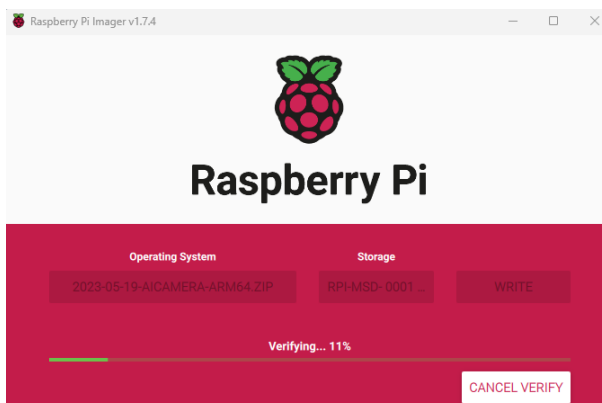 Raspberry Pi Imager v1.7.4
Raspberry Pi
Operating System Storage
2023-05-19-AICAMERA-ARM64.ZIP RPI-MSD- 0001 ... WRITE
Verifying... 11%
CANCEL VERIFY